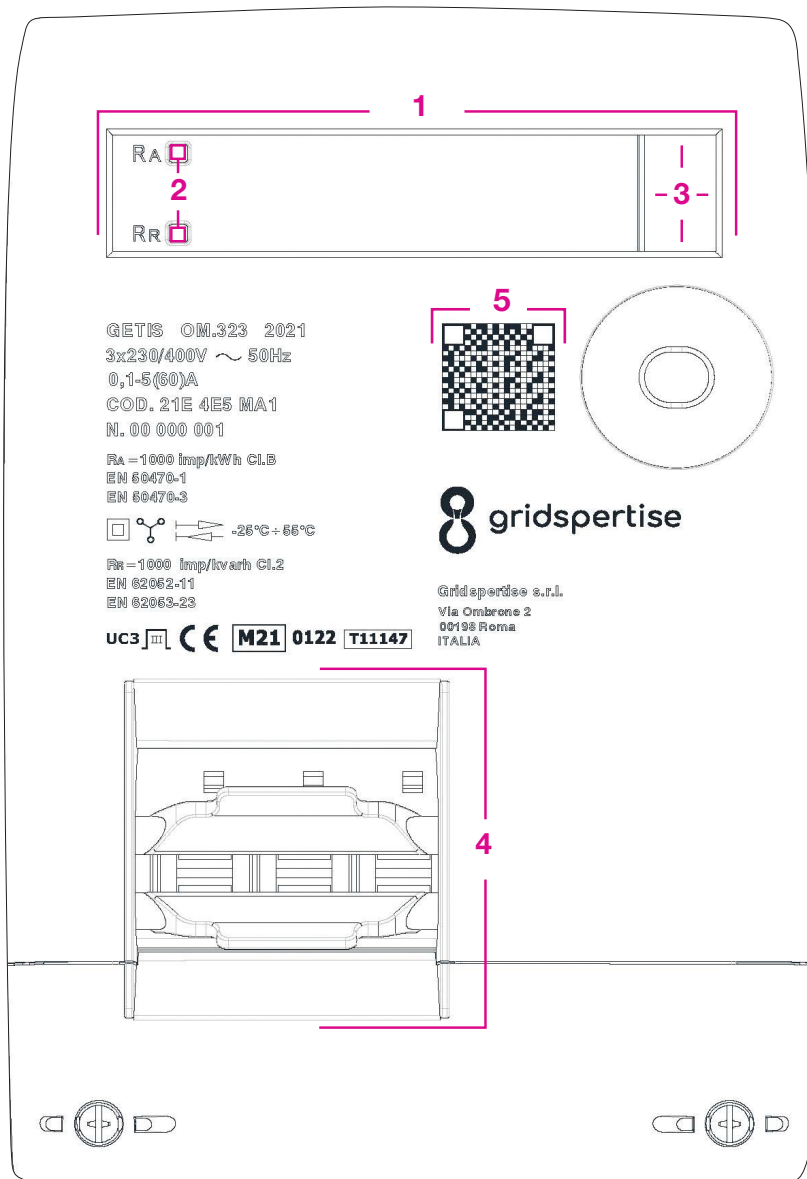 1
RA
2
3
RR
5
GETIS OM.323 2021
3x230/400V ~ 50Hz
0,1-5(60)A
COD. 21E 4E5 MA1
N. 00 000 001
RA=1000 imp/kWh Cl.B
EN 50470-1
EN 50470-3
-25°C÷55°C
RR=1000 imp/kvarh Cl.2
EN 62052-11
EN 62053-23
UC3 III CE M21 0122 T11147
gridspertise
Gridspertise s.r.l.
Via Ombrone 2
00198 Roma
ITALIA
4